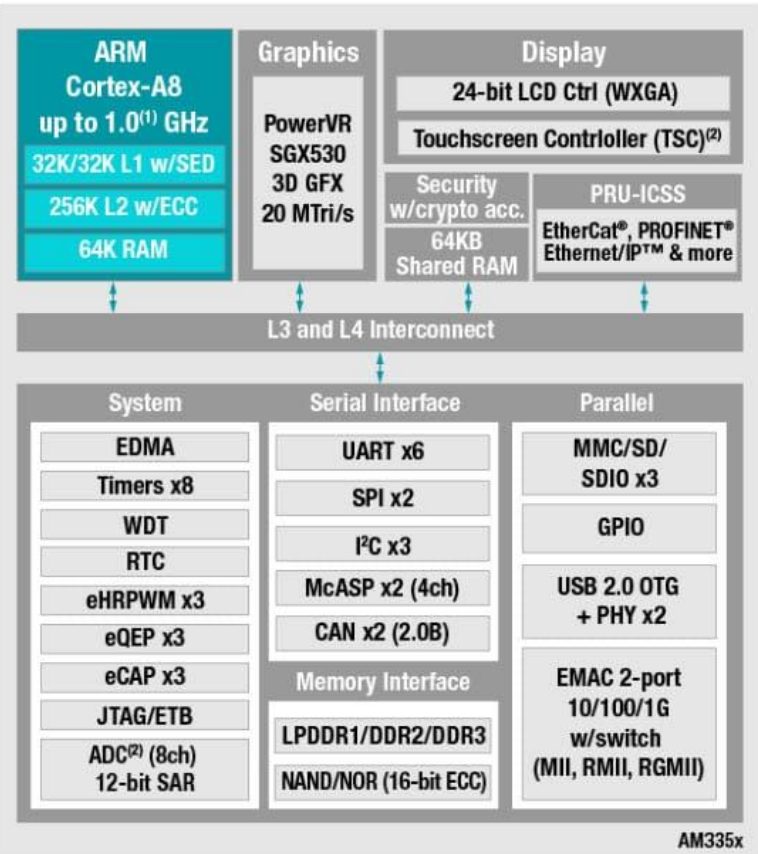 ARM
Cortex-A8
up to 1.0⁽¹⁾ GHz
32K/32K L1 w/SED
256K L2 w/ECC
64K RAM
Graphics
PowerVR
SGX530
3D GFX
20 MTri/s
Display
24-bit LCD Ctrl (WXGA)
Touchscreen Contrloller (TSC)⁽²⁾
Security
w/crypto acc.
64KB
Shared RAM
PRU-ICSS
EtherCat®, PROFINET®
Ethernet/IP™ & more
L3 and L4 Interconnect
System
EDMA
Timers x8
WDT
RTC
eHRPWM x3
eQEP x3
eCAP x3
JTAG/ETB
ADC⁽²⁾ (8ch)
12-bit SAR
Serial Interface
UART x6
SPI x2
I²C x3
McASP x2 (4ch)
CAN x2 (2.0B)
Memory Interface
LPDDR1/DDR2/DDR3
NAND/NOR (16-bit ECC)
Parallel
MMC/SD/
SDIO x3
GPIO
USB 2.0 OTG
+ PHY x2
EMAC 2-port
10/100/1G
w/switch
(MII, RMII, RGMII)
AM335x